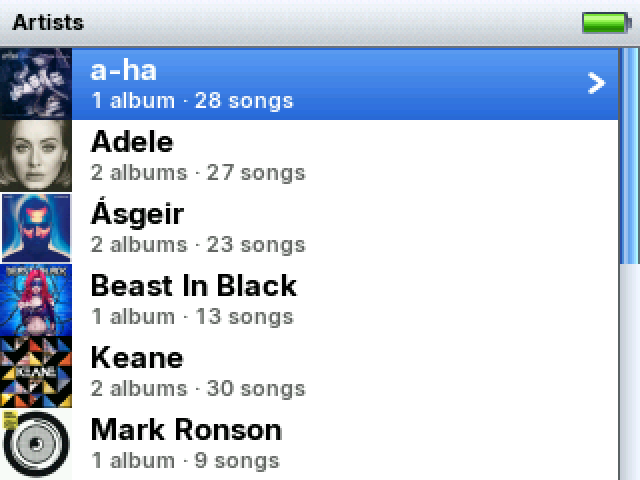 Artists
a-ha
1 album · 28 songs
Adele
2 albums · 27 songs
Ásgeir
2 albums · 23 songs
Beast In Black
1 album · 13 songs
KEANE
Keane
2 albums · 30 songs
Mark Ronson
1 album · 9 songs